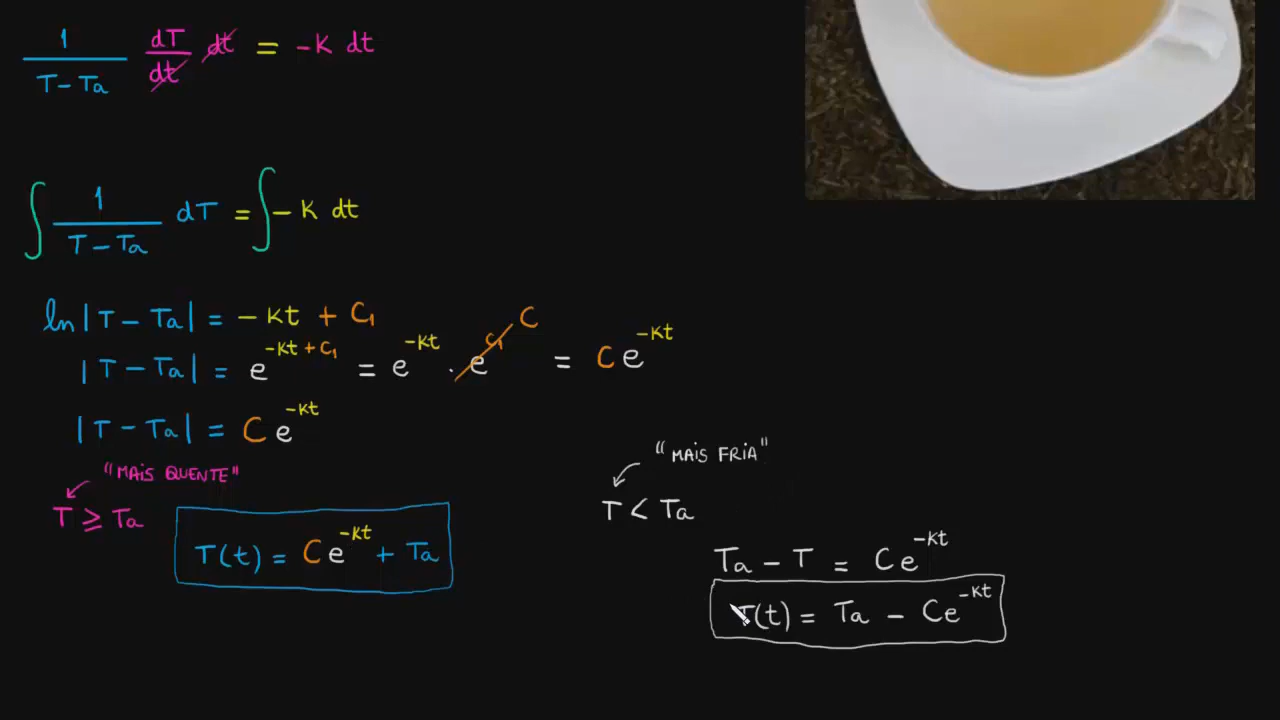 1/(T-Ta) dT/dt dt = -K dt
∫ 1/(T-Ta) dT = ∫ -K dt
ln|T-Ta| = -Kt + C₁
|T-Ta| = e^(-Kt+C₁) = e^(-Kt) · e^(C₁) C = Ce^(-Kt)
|T-Ta| = Ce^(-Kt)
"MAIS QUENTE"
T ≥ Ta
T(t) = Ce^(-Kt) + Ta
"MAIS FRIA"
T < Ta
Ta - T = Ce^(-Kt)
T(t) = Ta - Ce^(-Kt)